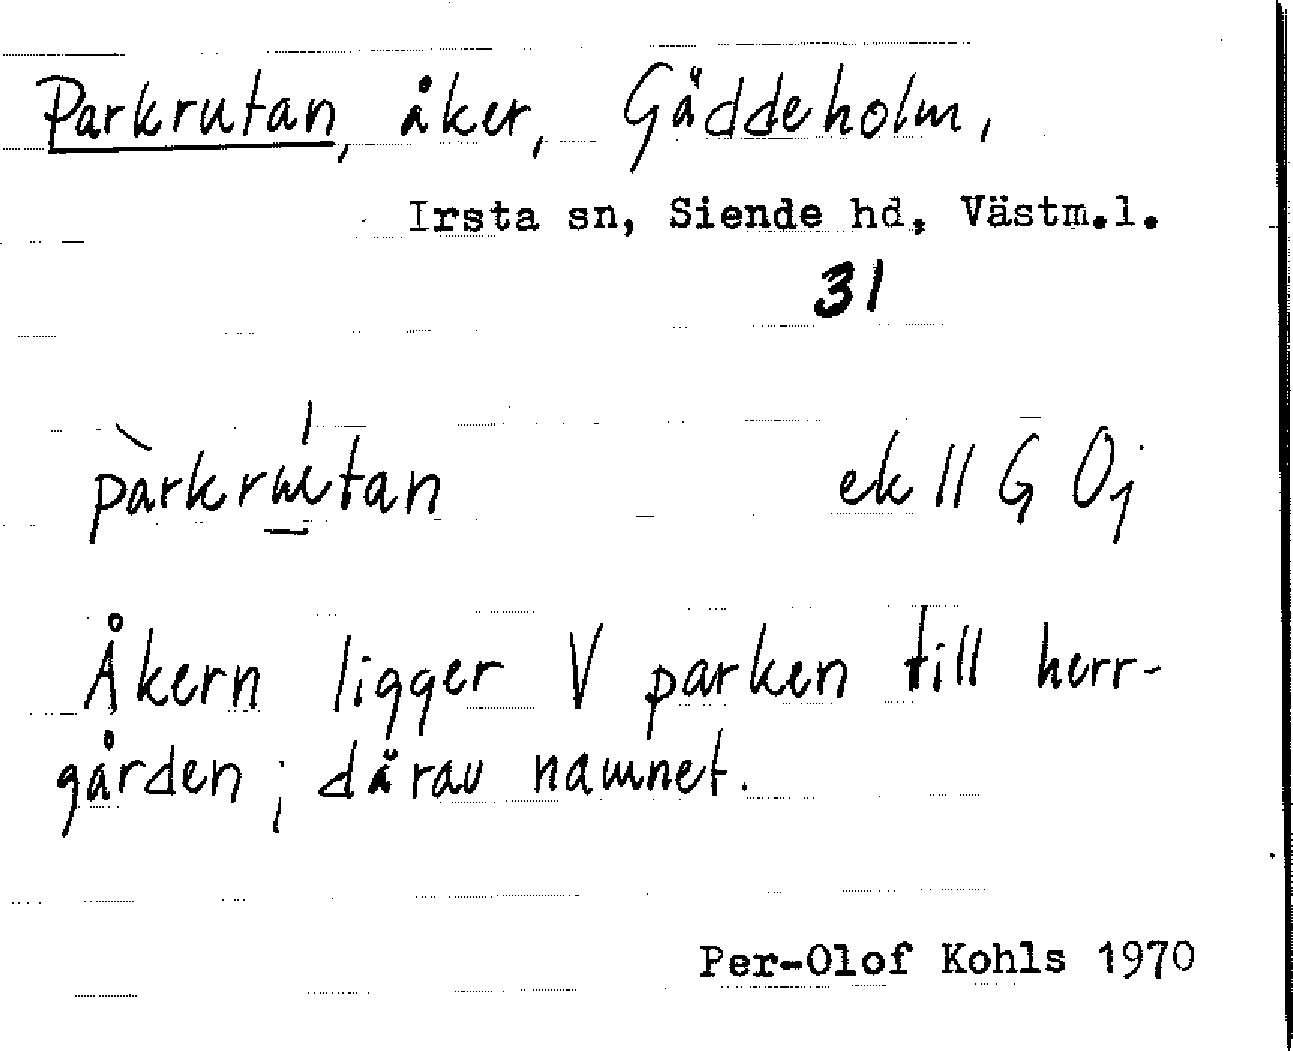 Parkrutan, åker, Gäddeholm,
Irsta sn, Siende hd, Västm.l.
31
ek II G Oj
Åkern ligger V parken till herr-
gården; därav namnet.
Per-Olof Kohls 1970